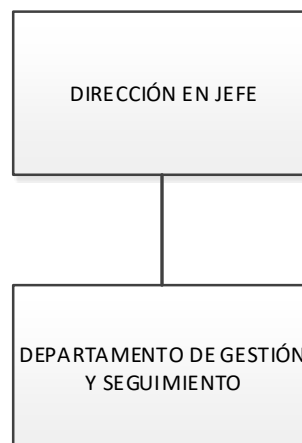 DIRECCIÓN EN JEFE
DEPARTAMENTO DE GESTIÓN
Y SEGUIMIENTO